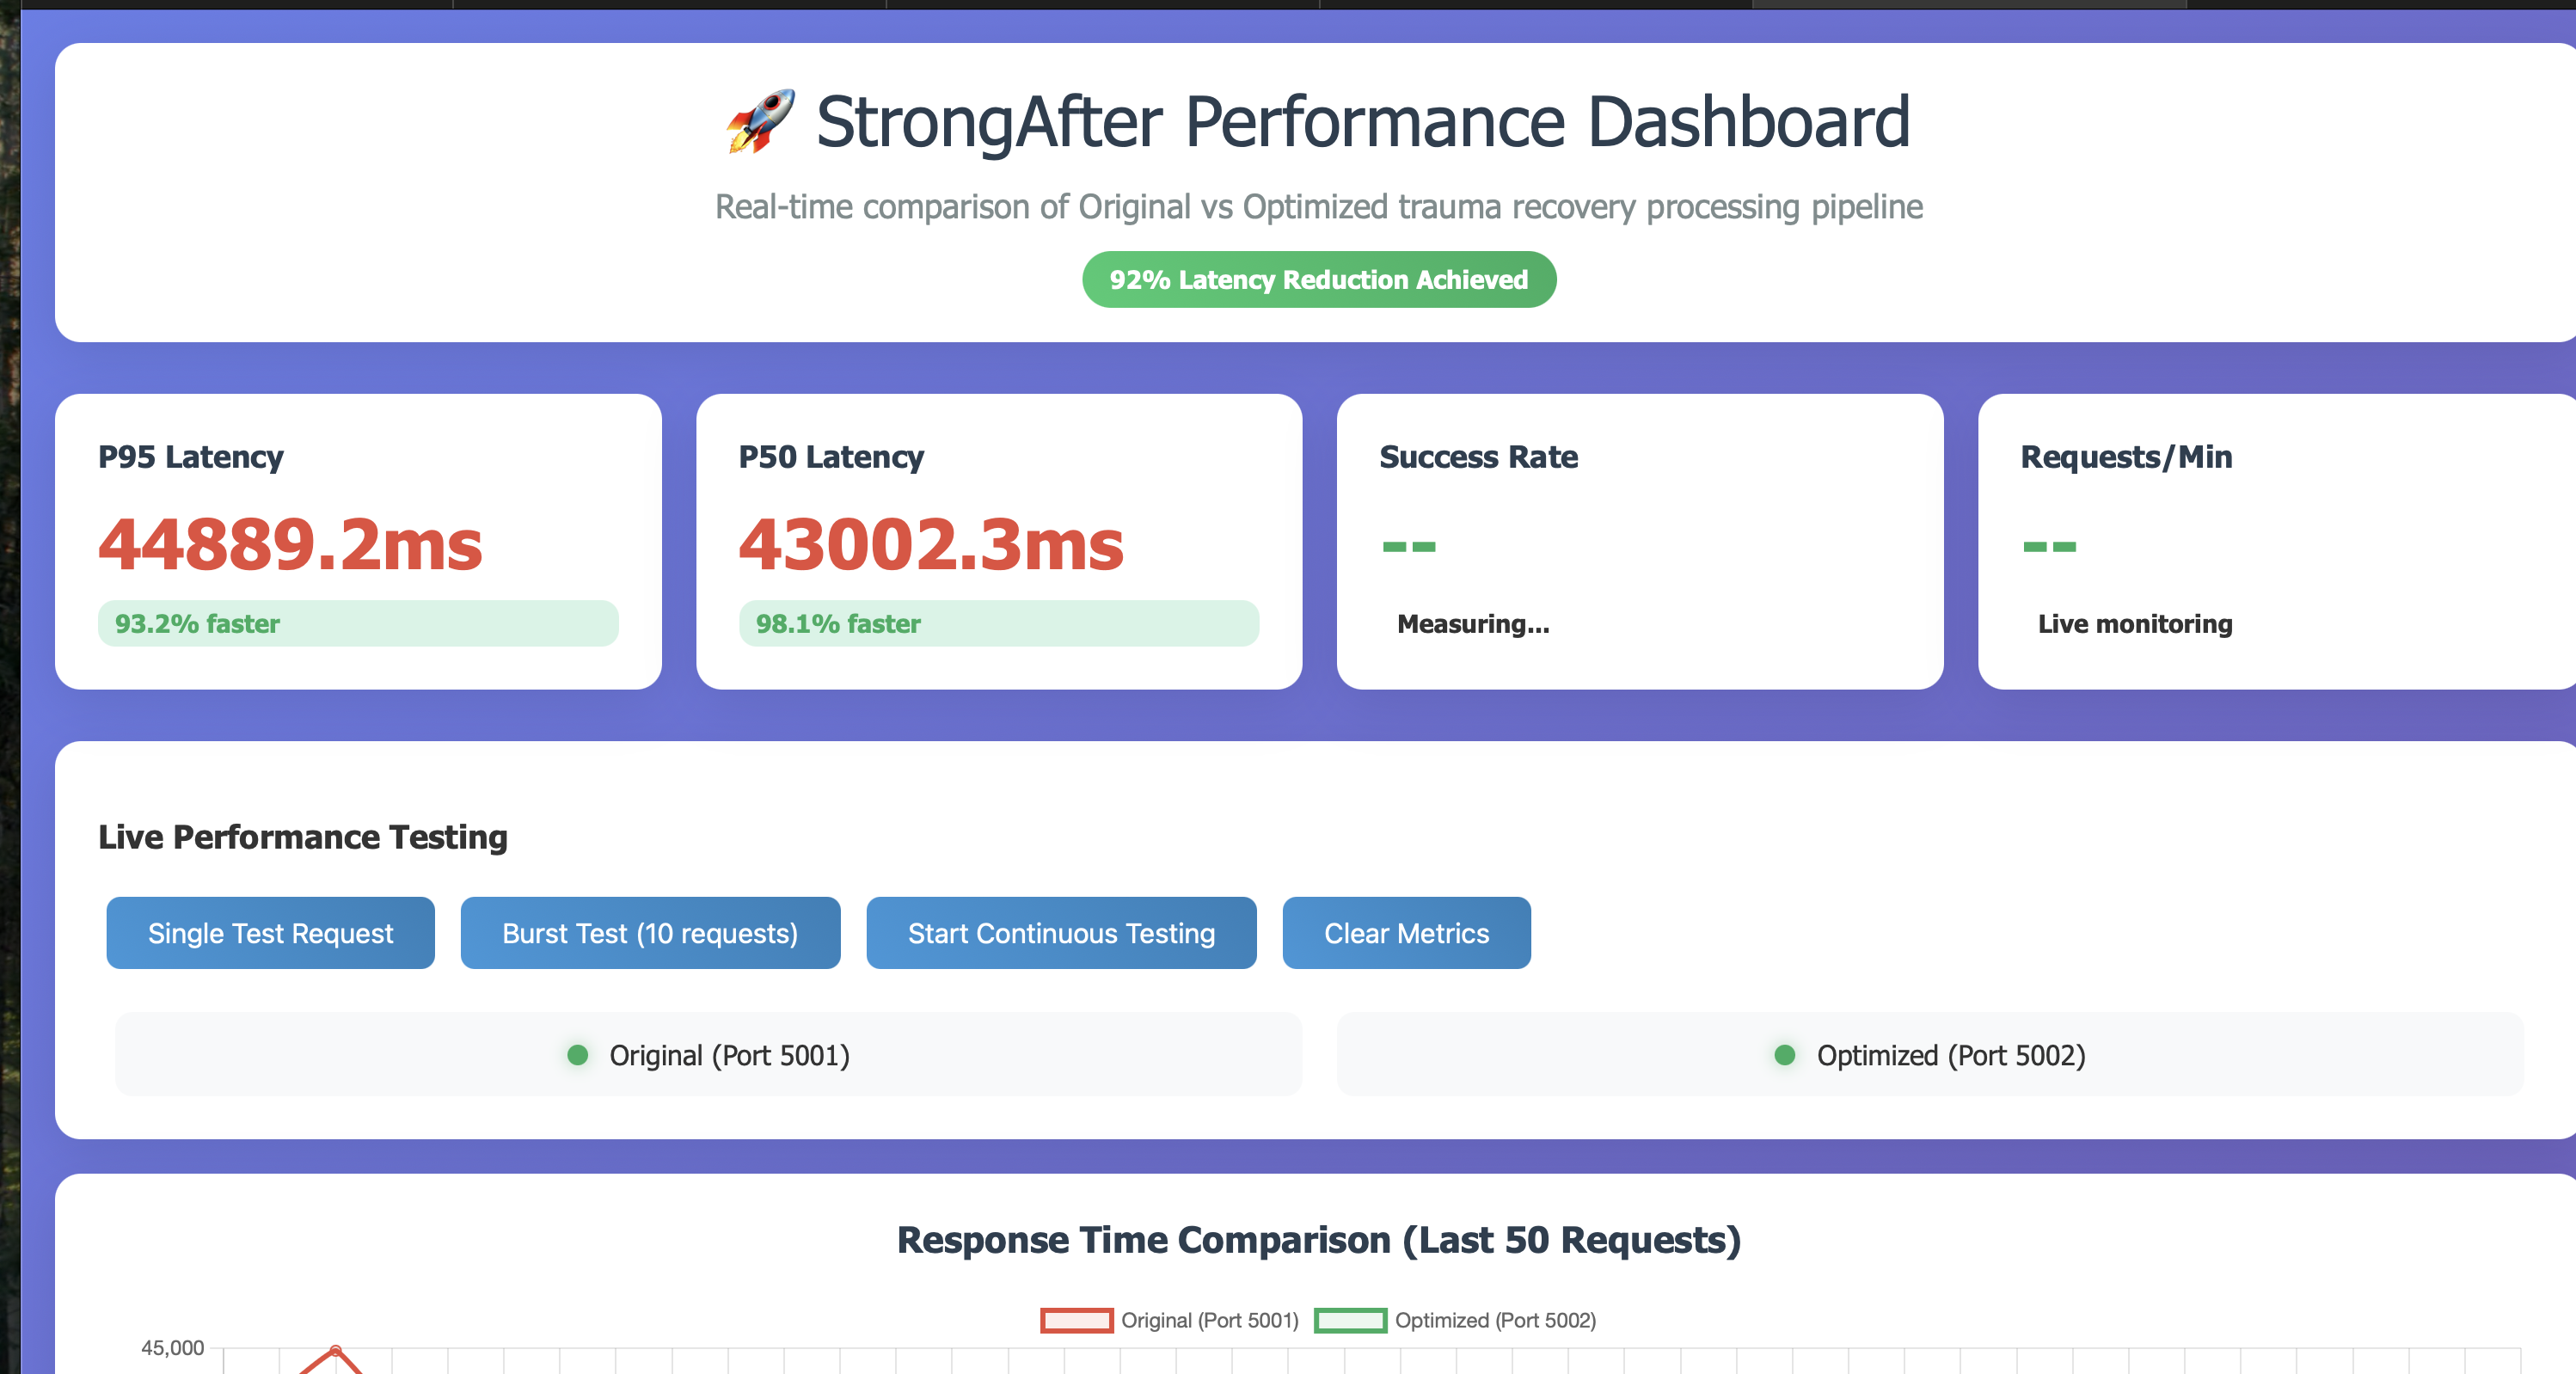 🚀 StrongAfter Performance Dashboard
Real-time comparison of Original vs Optimized trauma recovery processing pipeline
92% Latency Reduction Achieved
P95 Latency
44889.2ms
93.2% faster
P50 Latency
43002.3ms
98.1% faster
Success Rate
--
Measuring...
Requests/Min
--
Live monitoring
Live Performance Testing
Single Test Request
Burst Test (10 requests)
Start Continuous Testing
Clear Metrics
Original (Port 5001)
Optimized (Port 5002)
Response Time Comparison (Last 50 Requests)
Original (Port 5001)
Optimized (Port 5002)
45,000